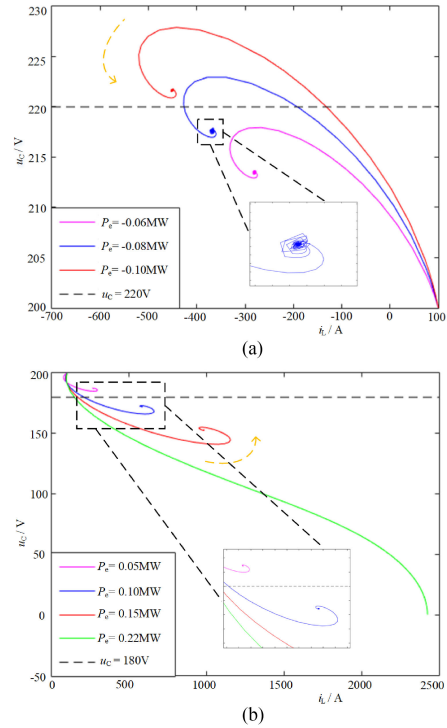 230
225
220
215
210
205
200
u_C / V
P_e= -0.06MW
P_e= -0.08MW
P_e= -0.10MW
u_C = 220V
-700 -600 -500 -400 -300 -200 -100 0 100
i_L / A
(a)
200
150
100
50
0
-50
u_C / V
P_e= 0.05MW
P_e= 0.10MW
P_e= 0.15MW
P_e= 0.22MW
u_C = 180V
0 500 1000 1500 2000 2500
i_L / A
(b)